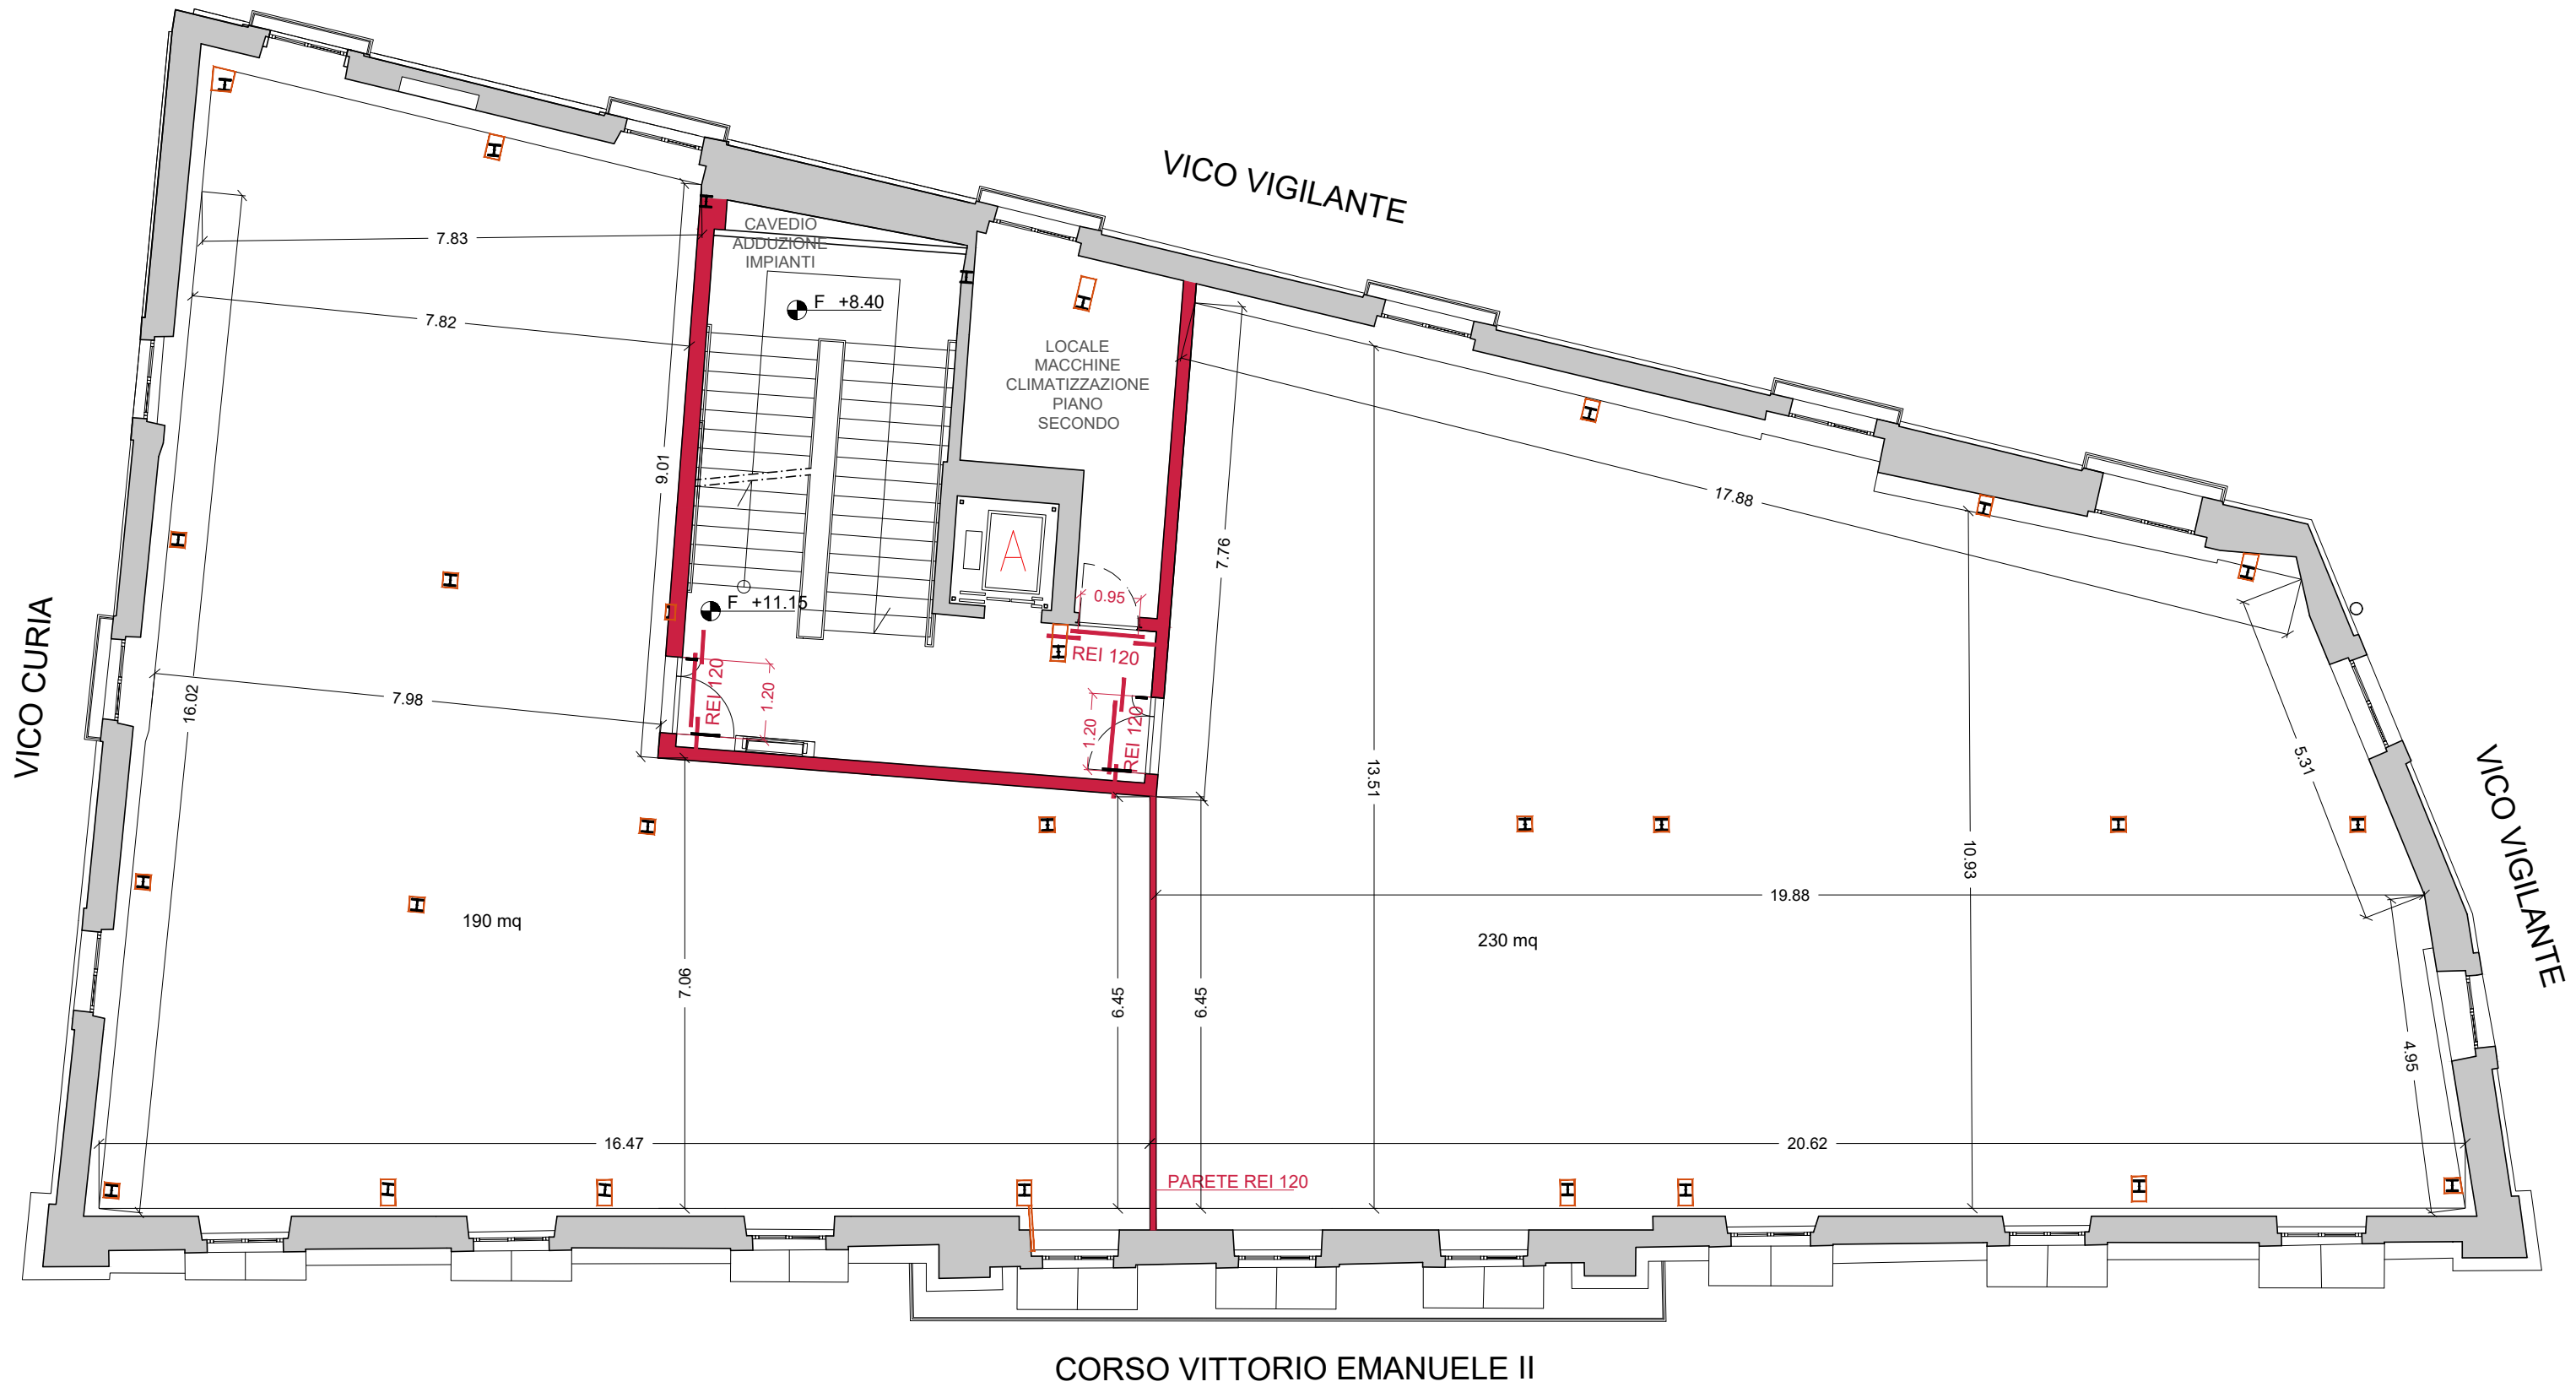 VICO VIGILANTE
CAVEDIO
ADDUZIONE
IMPIANTI
7.83
F +8.40
7.82
LOCALE
MACCHINE
CLIMATIZZAZIONE
PIANO
SECONDO
9.01
17.88
7.76
A
0.95
F +11.15
REI 120
REI 120
1.20
1.20
REI 120
VICO CURIA
7.98
16.02
13.51
5.31
VICO VIGILANTE
10.93
19.88
190 mq
230 mq
7.06
6.45
6.45
4.95
16.47
20.62
PARETE REI 120
CORSO VITTORIO EMANUELE II